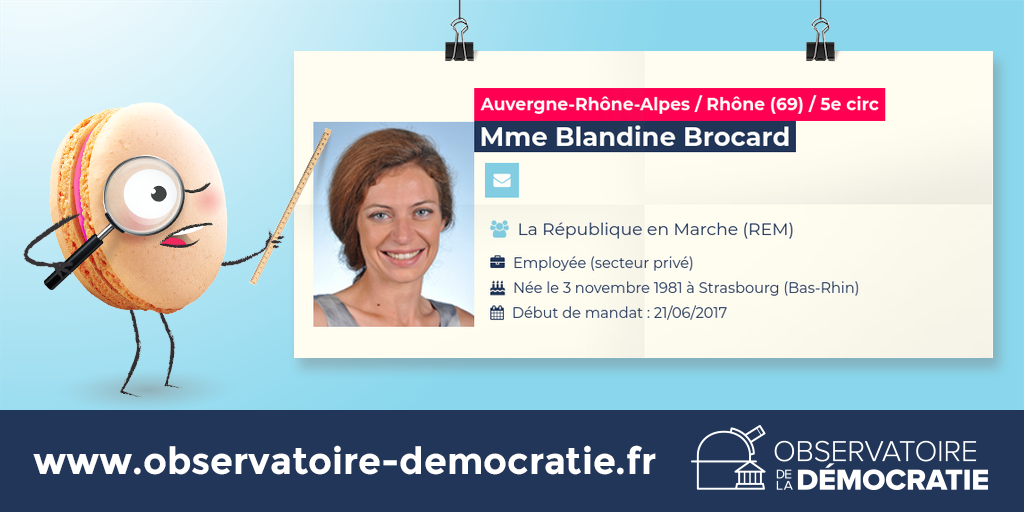 Auvergne-Rhône-Alpes / Rhône (69) / 5e circ
Mme Blandine Brocard
La République en Marche (REM)
Employée (secteur privé)
Née le 3 novembre 1981 à Strasbourg (Bas-Rhin)
Début de mandat : 21/06/2017
www.observatoire-democratie.fr
OBSERVATOIRE
DE LA DÉMOCRATIE